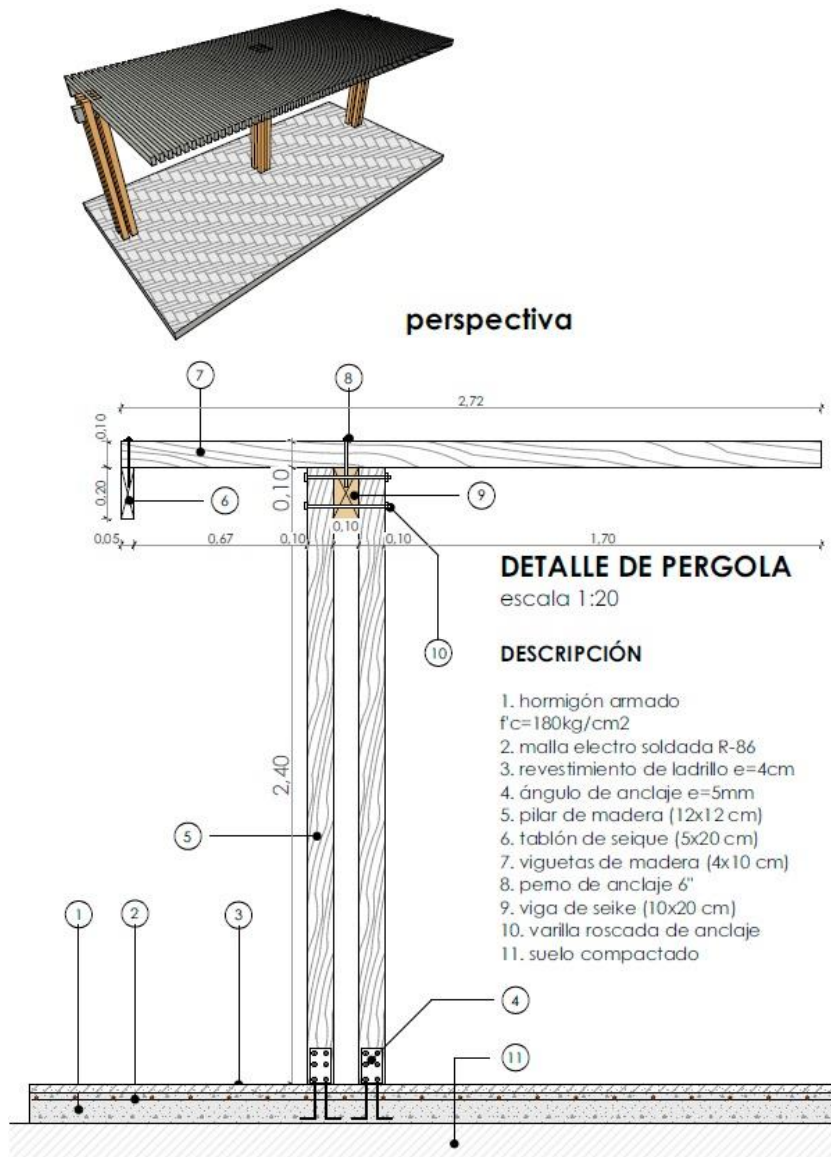 perspectiva
7
8
2,72
0,10
0,20
6
0,10
9
0,10
0,05
0,67
0,10
0,10
1,70
DETALLE DE PERGOLA
escala 1:20
10
DESCRIPCIÓN
1. hormigón armado
f'c=180kg/cm2
2. malla electro soldada R-86
3. revestimiento de ladrillo e=4cm
4. ángulo de anclaje e=5mm
5. pilar de madera (12x12 cm)
6. tablón de seique (5x20 cm)
7. viguetas de madera (4x10 cm)
8. perno de anclaje 6"
9. viga de seike (10x20 cm)
10. varilla roscada de anclaje
11. suelo compactado
2,40
5
1
2
3
4
11